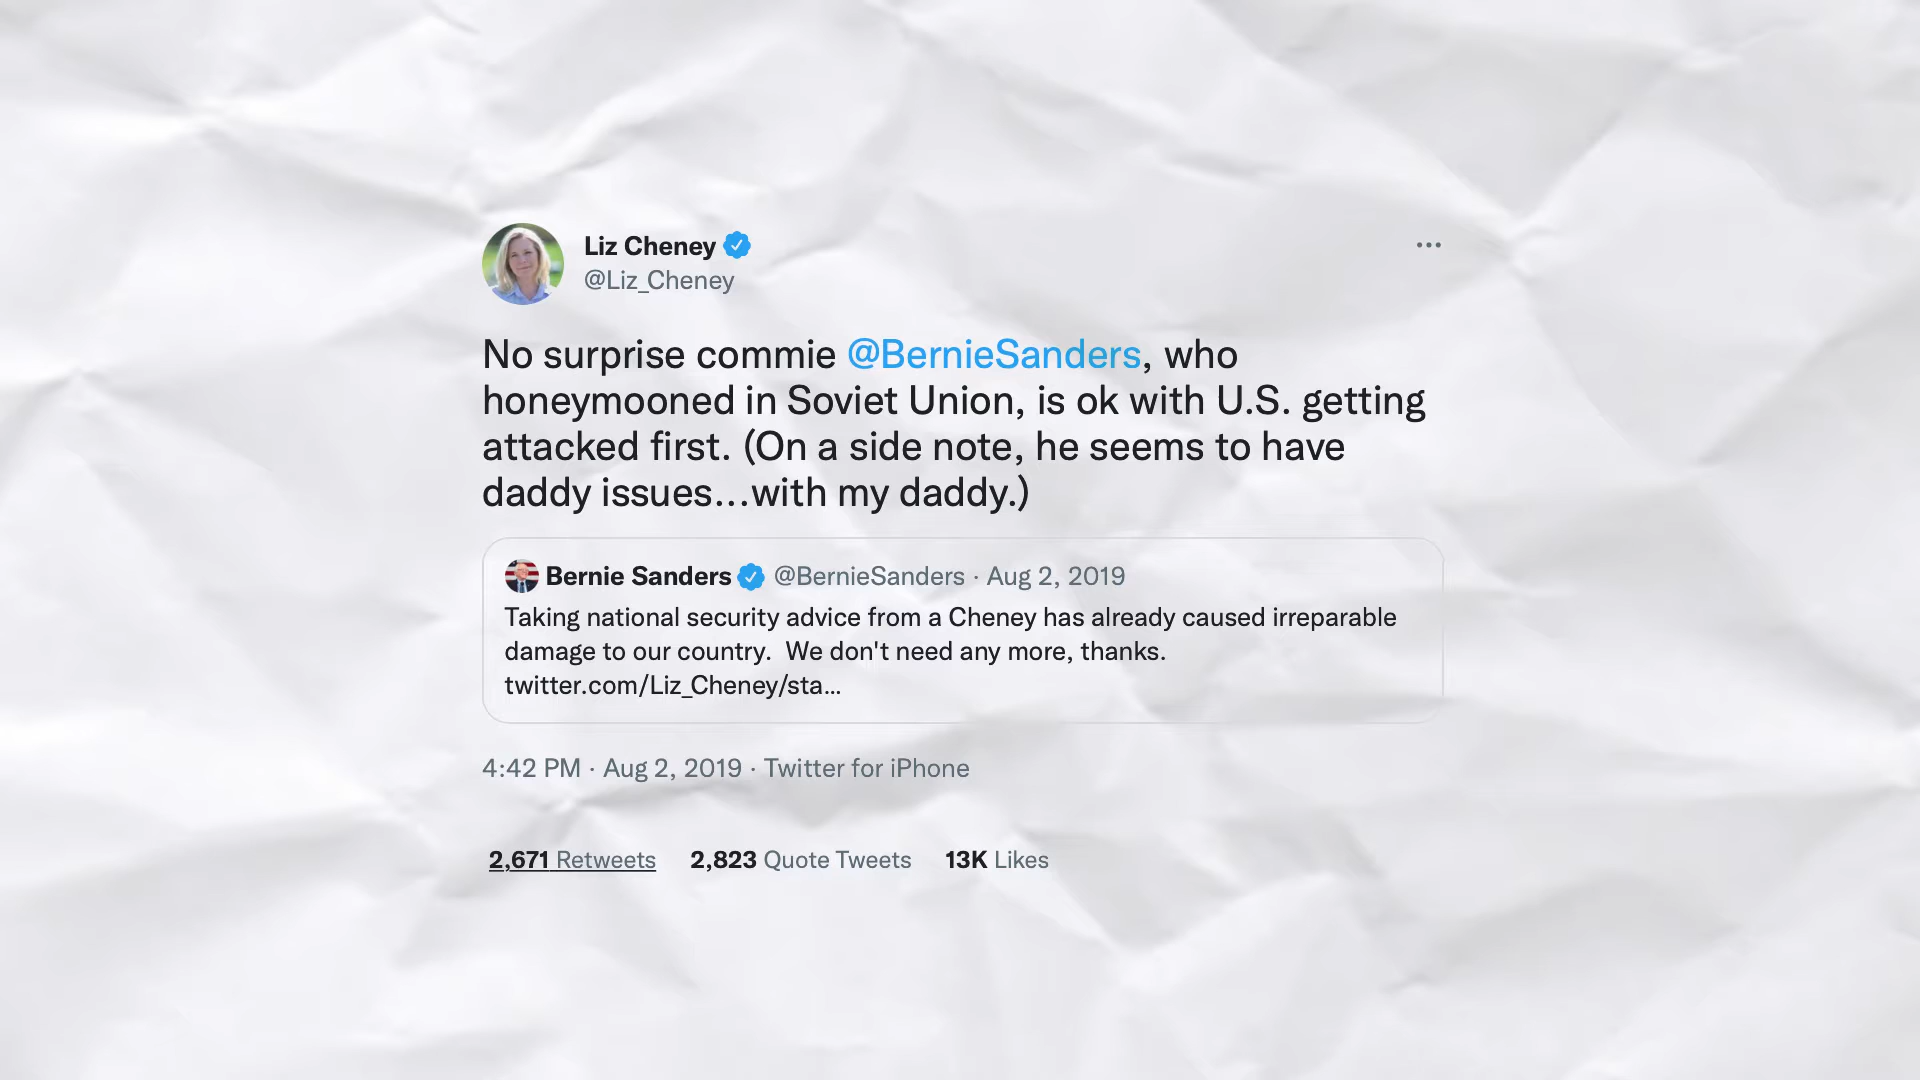 Liz Cheney
@Liz_Cheney
No surprise commie @BernieSanders, who
honeymooned in Soviet Union, is ok with U.S. getting
attacked first. (On a side note, he seems to have
daddy issues...with my daddy.)
Bernie Sanders @BernieSanders · Aug 2, 2019
Taking national security advice from a Cheney has already caused irreparable
damage to our country.  We don't need any more, thanks.
twitter.com/Liz_Cheney/sta...
4:42 PM · Aug 2, 2019 · Twitter for iPhone
2,671 Retweets 2,823 Quote Tweets 13K Likes